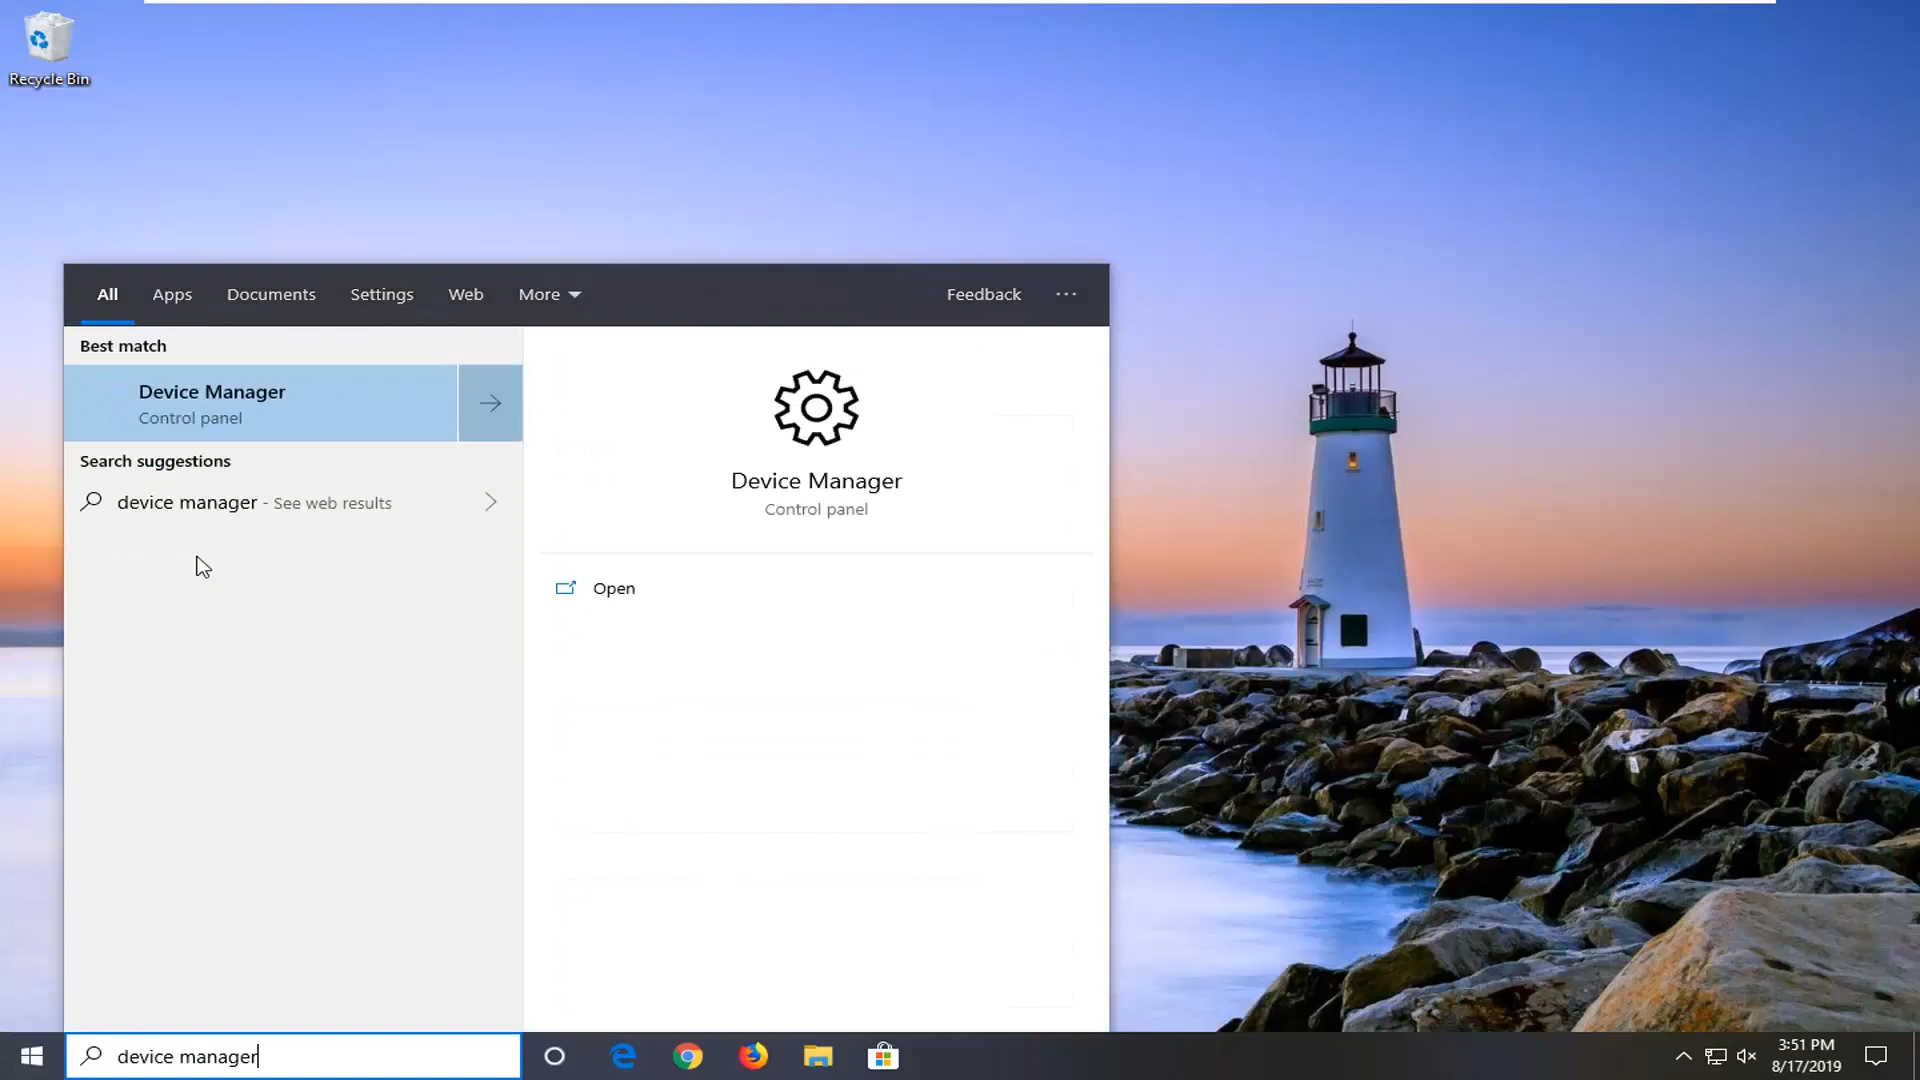 Recycle Bin
All Apps Documents Settings Web More Feedback ...
Best match
Device Manager
Control panel
Search suggestions
device manager - See web results
Device Manager
Control panel
Open
device manager
3:51 PM
8/17/2019